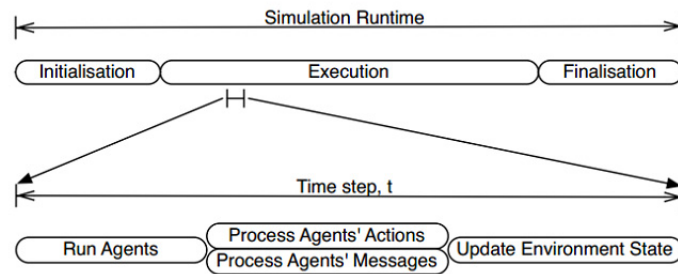 Simulation Runtime
Initialisation Execution Finalisation
Time step, t
Run Agents Process Agents' Actions Update Environment State
Process Agents' Messages